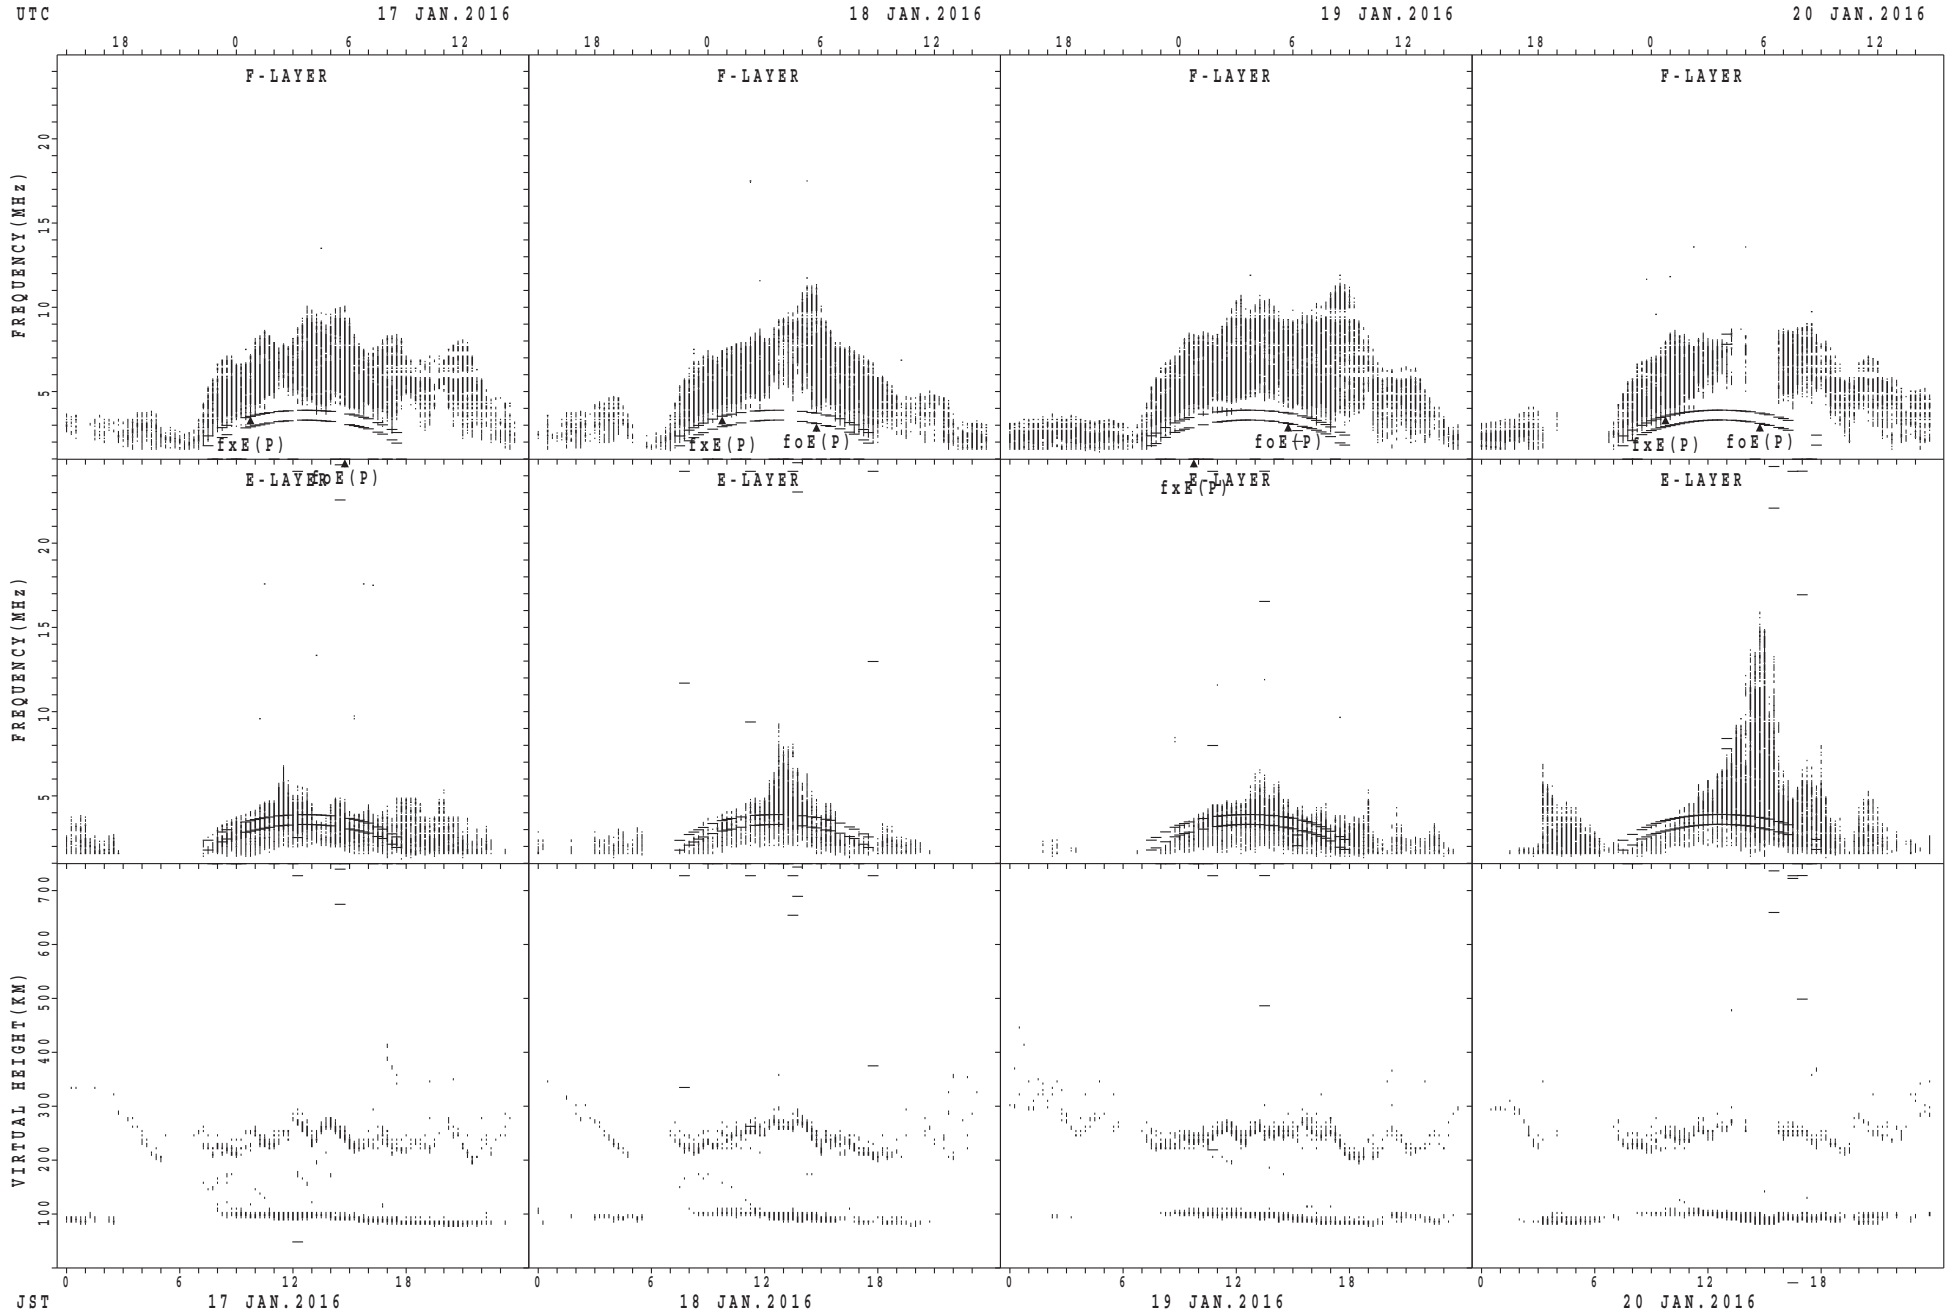 UTC 17 JAN.2016 18 JAN.2016 19 JAN.2016 20 JAN.2016
18 0 6 12 18 0 6 12 18 0 6 12 18 0 6 12
F-LAYER F-LAYER F-LAYER F-LAYER
FREQUENCY(MHz)
20
15
10
5
fxE(P) fxE(P) foE(P) foE(P) fxE(P) foE(P)
E-LAYER foE(P) E-LAYER fxE(P) E-LAYER E-LAYER
FREQUENCY(MHz)
20
15
10
5
VIRTUAL HEIGHT(KM)
700
600
500
400
300
200
100
0 6 12 18 0 6 12 18 0 6 12 18 0 6 12 18
JST 17 JAN.2016 18 JAN.2016 19 JAN.2016 20 JAN.2016